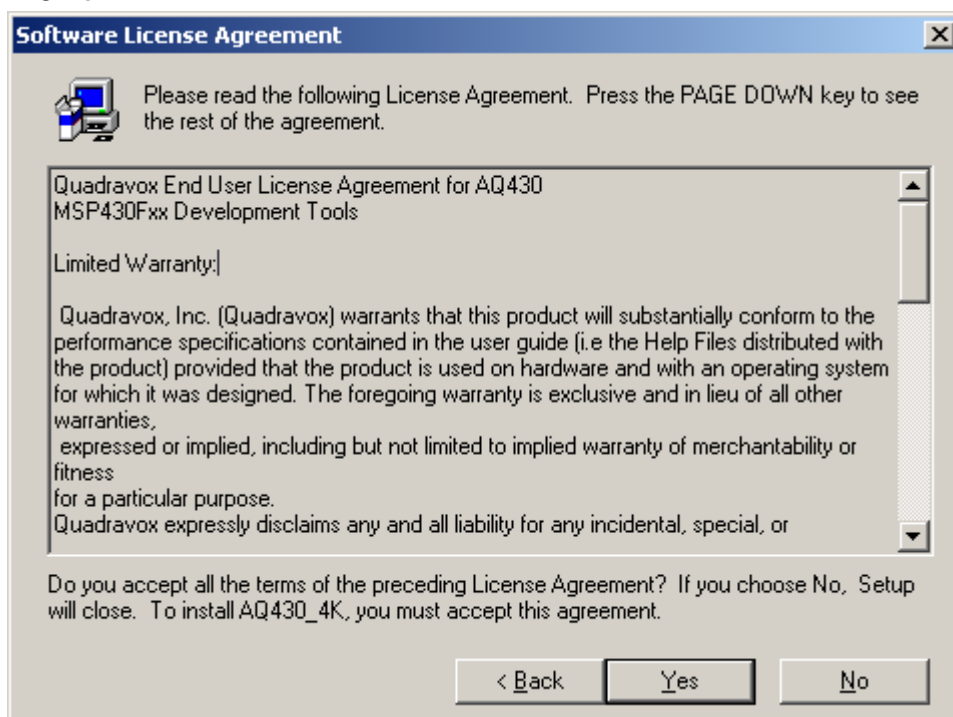 Software License Agreement
Please read the following License Agreement.  Press the PAGE DOWN key to see
the rest of the agreement.
Quadravox End User License Agreement for AQ430
MSP430Fxx Development Tools
Limited Warranty:
Quadravox, Inc. (Quadravox) warrants that this product will substantially conform to the
performance specifications contained in the user guide (i.e the Help Files distributed with
the product) provided that the product is used on hardware and with an operating system
for which it was designed. The foregoing warranty is exclusive and in lieu of all other
warranties,
expressed or implied, including but not limited to implied warranty of merchantability or
fitness
for a particular purpose.
Quadravox expressly disclaims any and all liability for any incidental, special, or
Do you accept all the terms of the preceding License Agreement?  If you choose No,  Setup
will close.  To install AQ430_4K, you must accept this agreement.
< Back
Yes
No